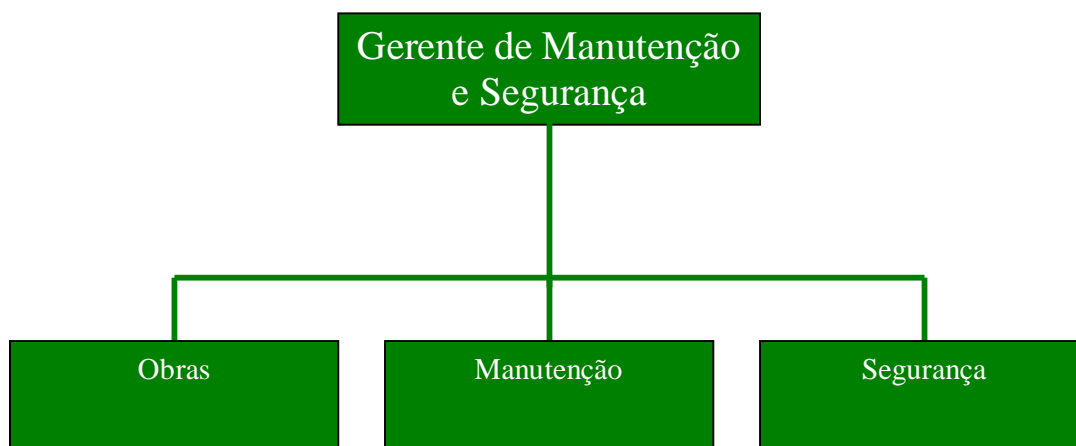 Gerente de Manutenção
e Segurança
Obras
Manutenção
Segurança